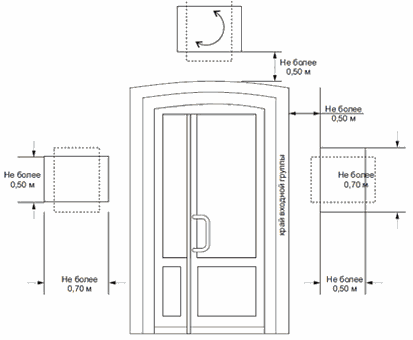 Не более
0,50 м
Не более
0,50 м
Не более
0,50 м
край входной группы
Не более
0,70 м
Не более
0,70 м
Не более
0,50 м